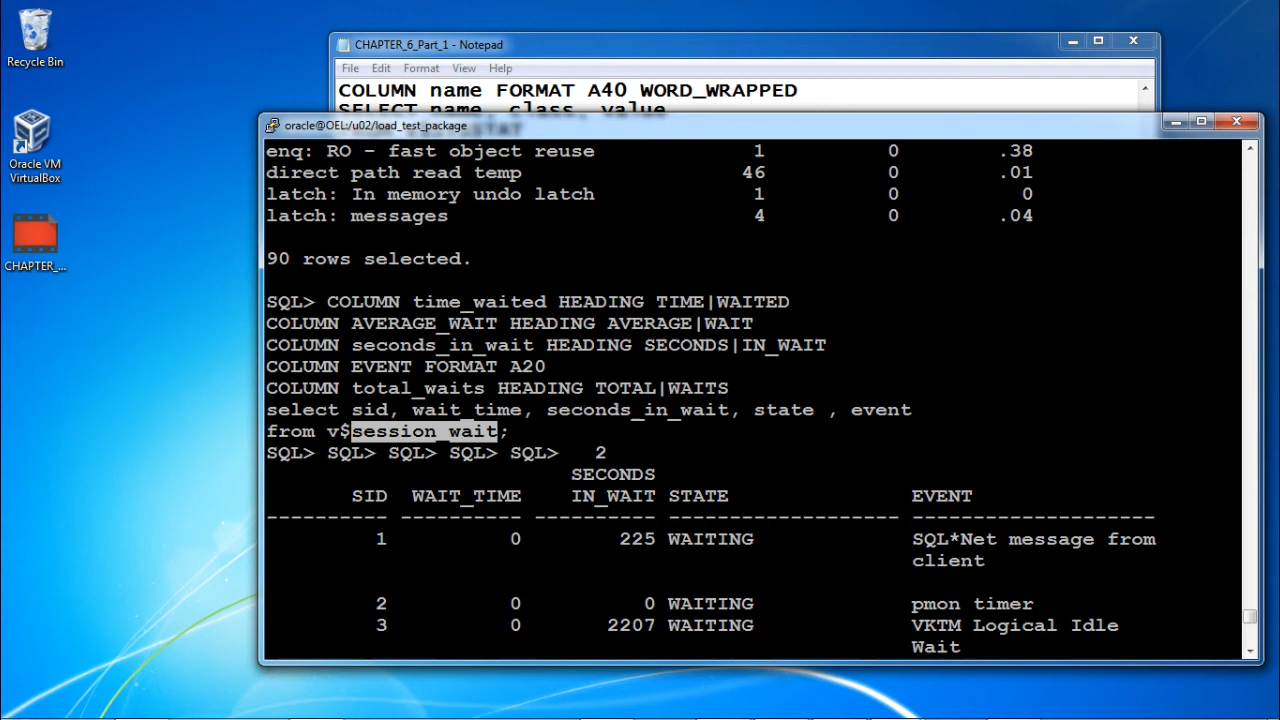 Recycle Bin
Oracle VM
VirtualBox
CHAPTER_...
CHAPTER_6_Part_1 - Notepad
File Edit Format View Help
COLUMN name FORMAT A40 WORD_WRAPPED
SELECT name, class, value
oracle@OEL:/u02/load_test_package
enq: RO - fast object reuse 1 0 .38
direct path read temp 46 0 .01
latch: In memory undo latch 1 0 0
latch: messages 4 0 .04
90 rows selected.
SQL> COLUMN time_waited HEADING TIME|WAITED
COLUMN AVERAGE_WAIT HEADING AVERAGE|WAIT
COLUMN seconds_in_wait HEADING SECONDS|IN_WAIT
COLUMN EVENT FORMAT A20
COLUMN total_waits HEADING TOTAL|WAITS
select sid, wait_time, seconds_in_wait, state , event
from v$session_wait;
SQL> SQL> SQL> SQL> SQL> 2
SECONDS
SID WAIT_TIME IN_WAIT STATE EVENT
---------- ---------- ---------- ------------------- --------------------
1 0 225 WAITING SQL*Net message from
client
2 0 0 WAITING pmon timer
3 0 2207 WAITING VKTM Logical Idle
Wait